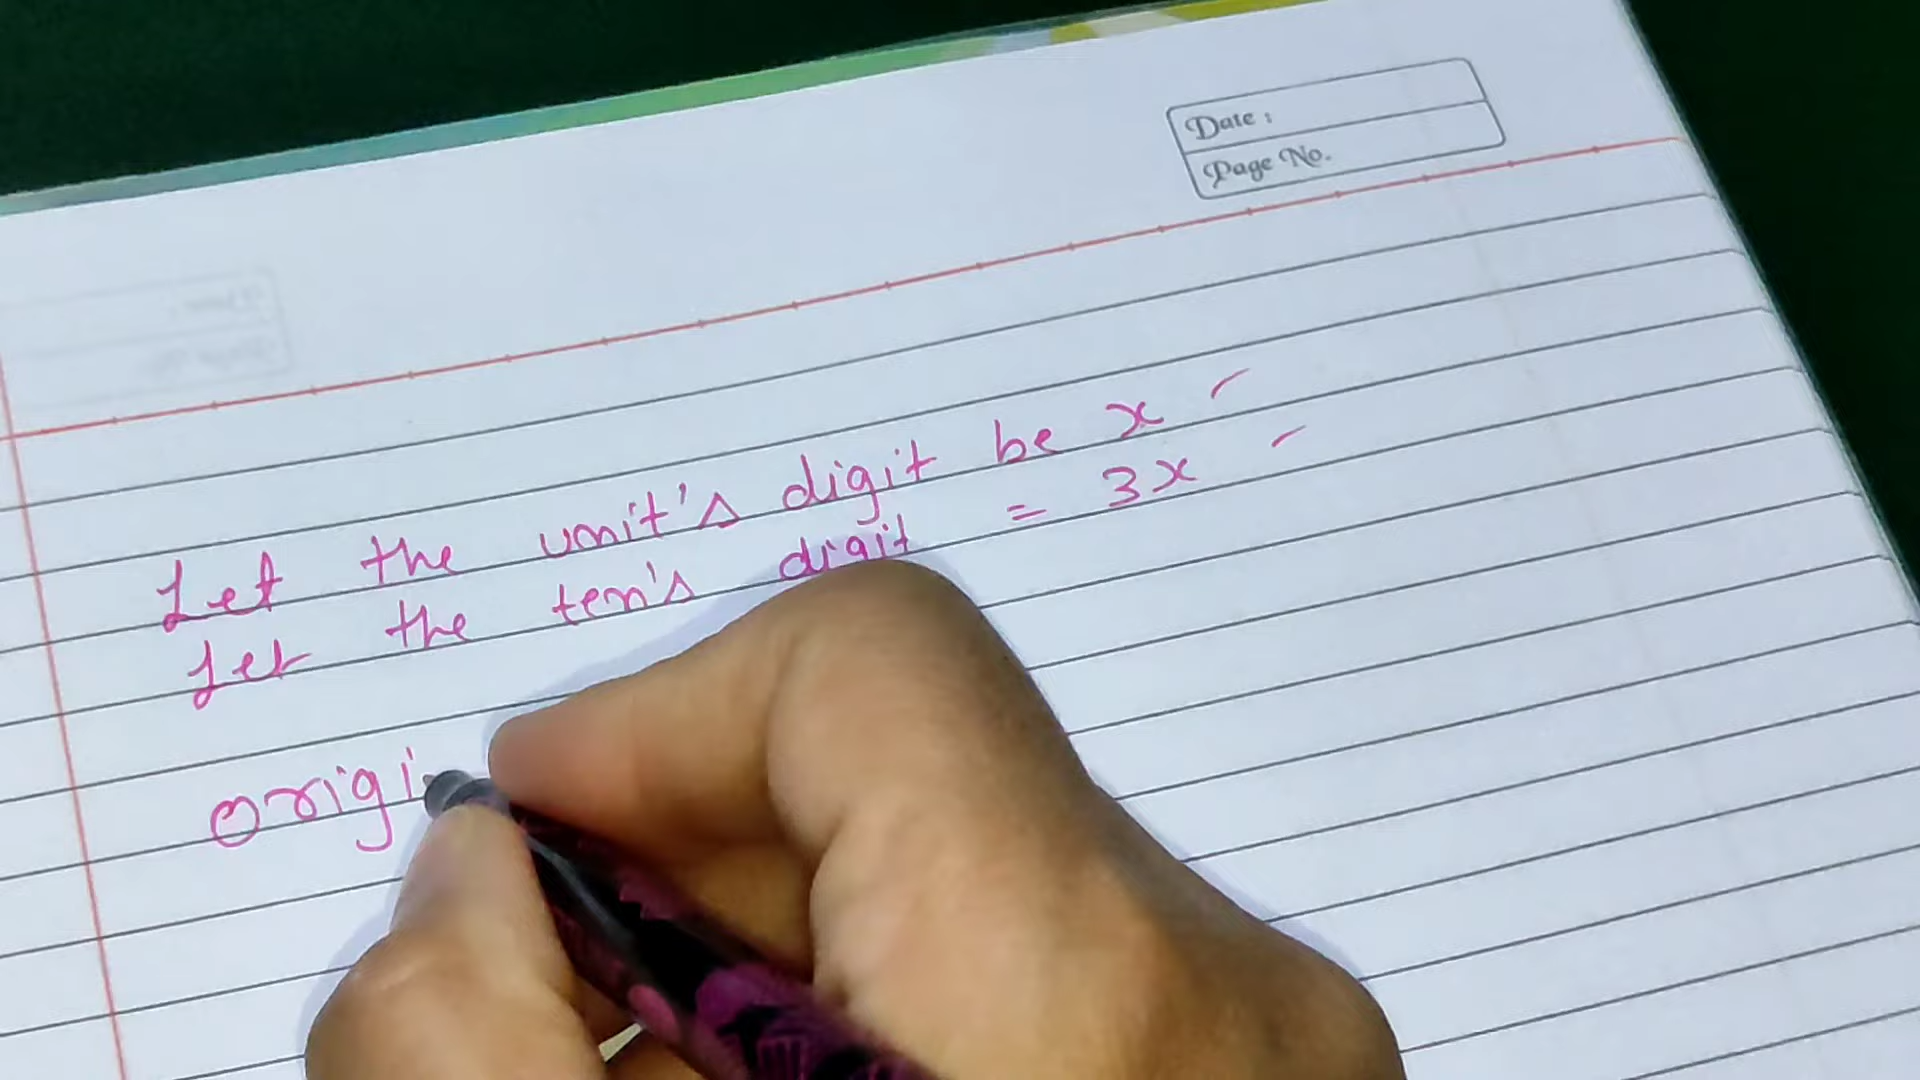 Date :
Page No.
Let the unit's digit be x
Let the ten's digit = 3x
origi